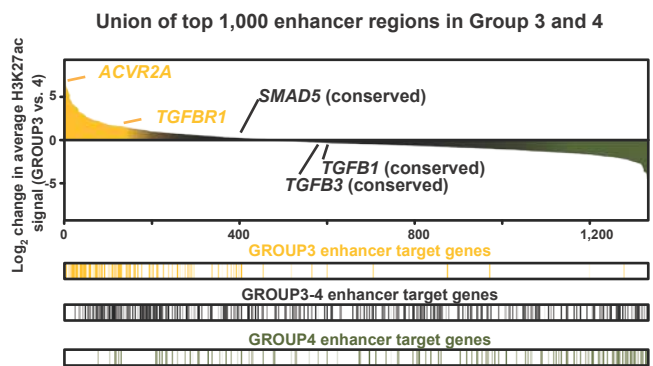 Union of top 1,000 enhancer regions in Group 3 and 4
Log2 change in average H3K27ac
signal (GROUP3 vs. 4)
5
0
-5
ACVR2A
TGFBR1
SMAD5 (conserved)
TGFB1 (conserved)
TGFB3 (conserved)
0 400 800 1,200
GROUP3 enhancer target genes
GROUP3-4 enhancer target genes
GROUP4 enhancer target genes